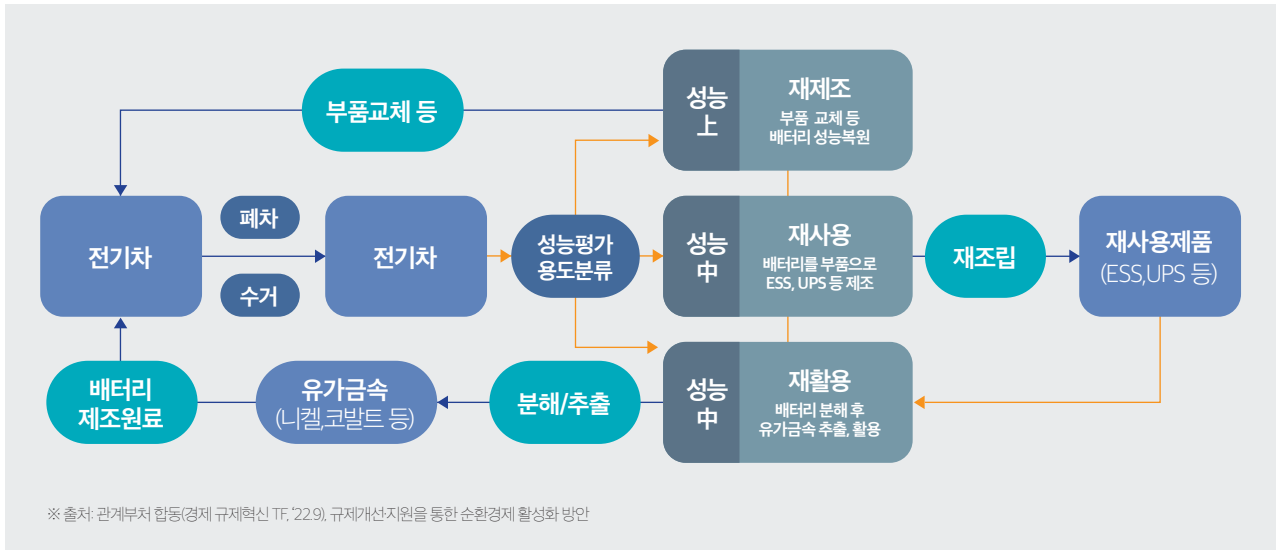 부품교체 등
성능
上
재제조
부품 교체 등
배터리 성능복원
전기차
폐차
수거
전기차
성능평가
용도분류
성능
中
재사용
배터리를 부품으로
ESS, UPS 등 제조
재조립
재사용제품
(ESS,UPS 등)
배터리
제조원료
유가금속
(니켈,코발트 등)
분해/추출
성능
中
재활용
배터리 분해 후
유가금속 추출, 활용
※ 출처: 관계부처 합동(경제 규제혁신 TF, ‘22.9), 규제개선·지원을 통한 순환경제 활성화 방안